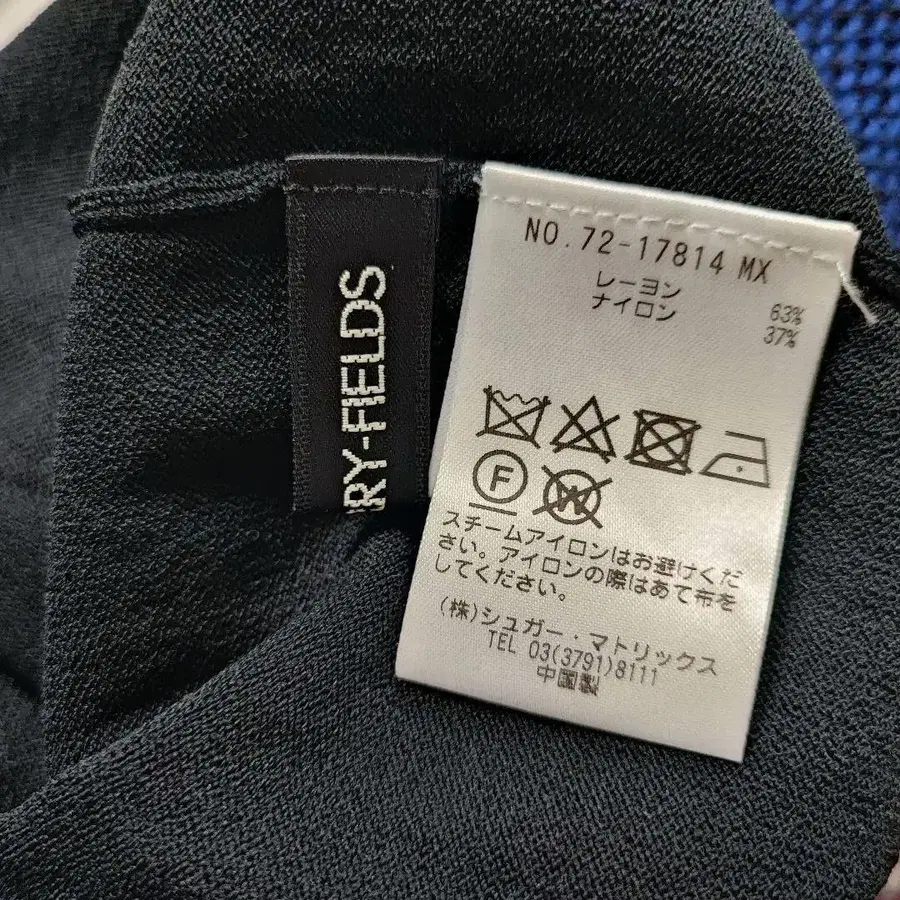 RY-FIELDS
NO.72-17814 MX
レーヨン 63%
ナイロン 37%
F
W
スチームアイロンはお避けくだ
さい。アイロンの際はあて布を
してください。
(株)シュガー・マトリックス
TEL 03(3791)8111
中国製